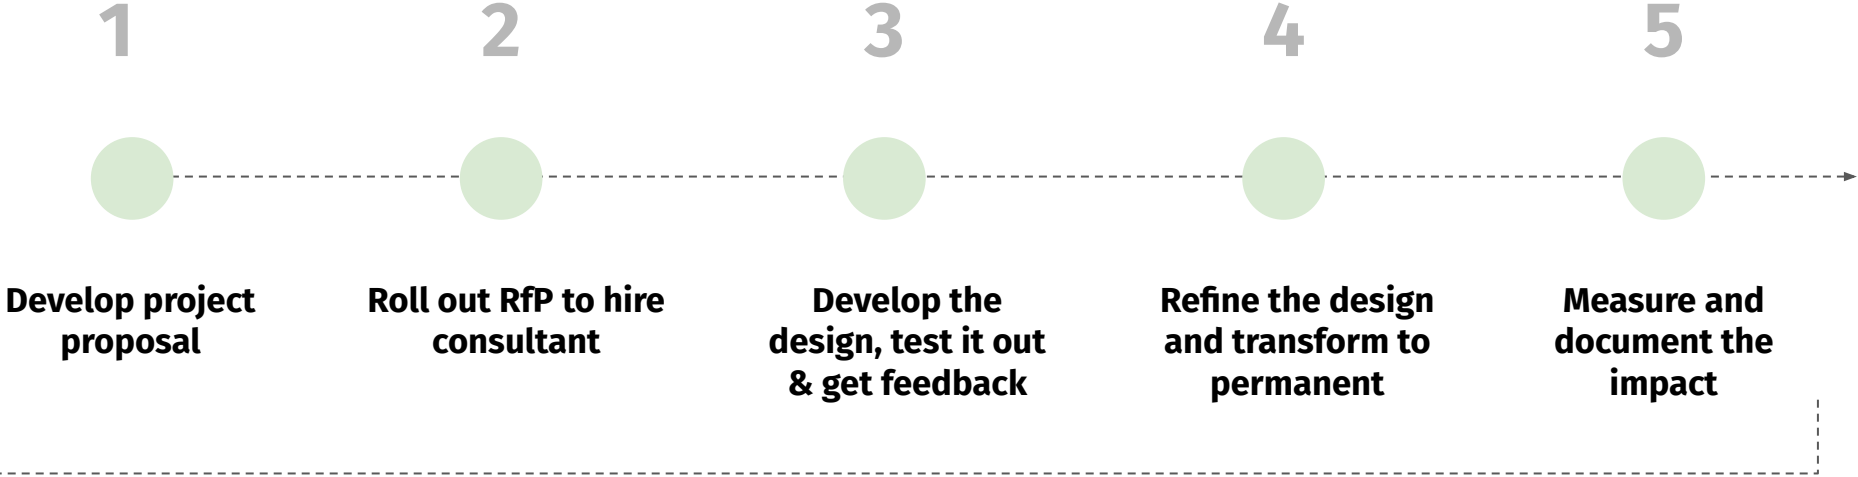 1
2
3
4
5
Develop project
proposal
Roll out RfP to hire
consultant
Develop the
design, test it out
& get feedback
Refine the design
and transform to
permanent
Measure and
document the
impact